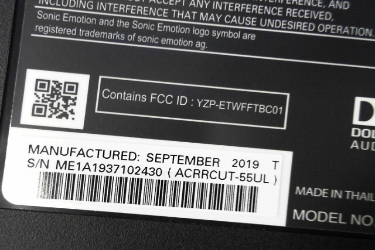 INCLUDING INTERFERENCE THAT MAY CAUSE UNDESIRED OPERATION.
Sonic Emotion and the Sonic Emotion logo symbol are
registered trademarks of sonic emotion ag.
Contains FCC ID : YZP-ETWFFTBC01
MANUFACTURED: SEPTEMBER 2019 T
S/N ME1A1937102430 ( ACRRCUT-55UL )
MADE IN THAIL
MODEL NO